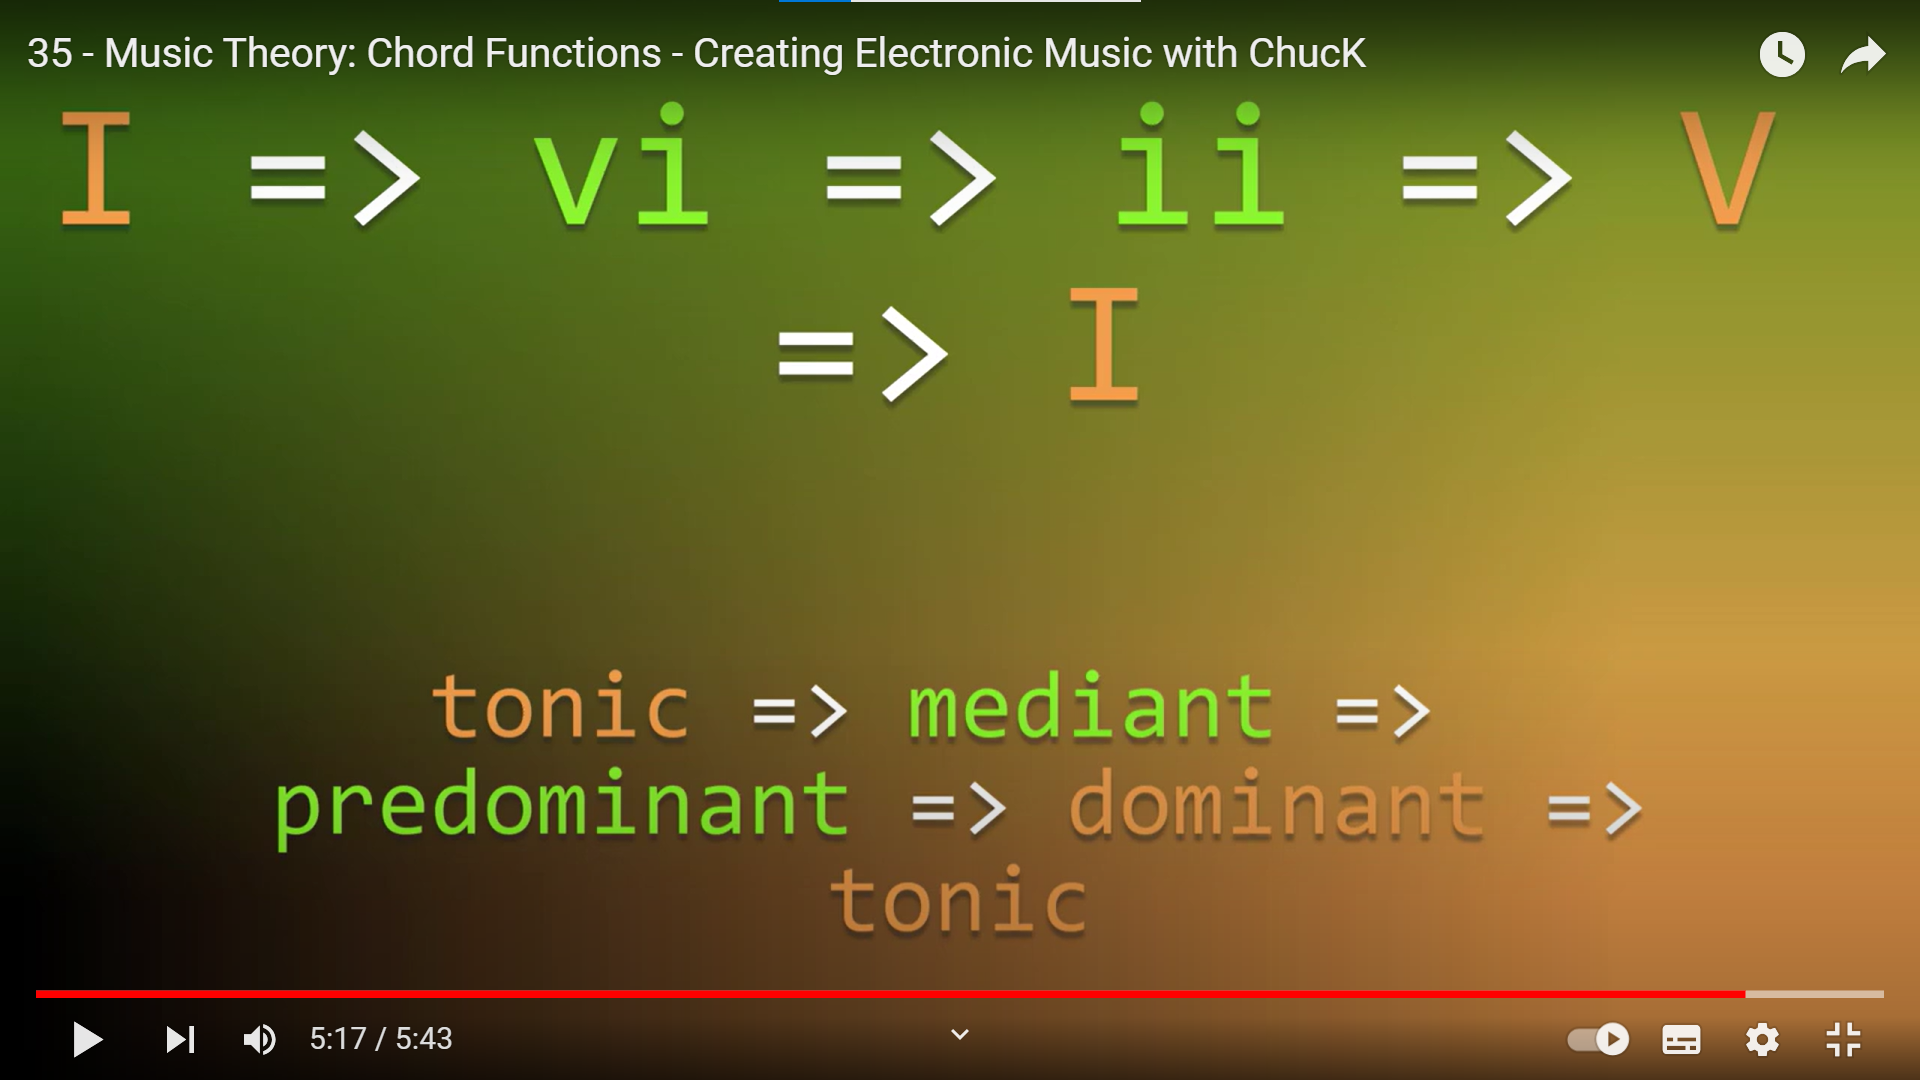 35 - Music Theory: Chord Functions - Creating Electronic Music with ChucK
I => vi => ii => V
=> I
tonic => mediant =>
predominant => dominant =>
tonic
5:17 / 5:43